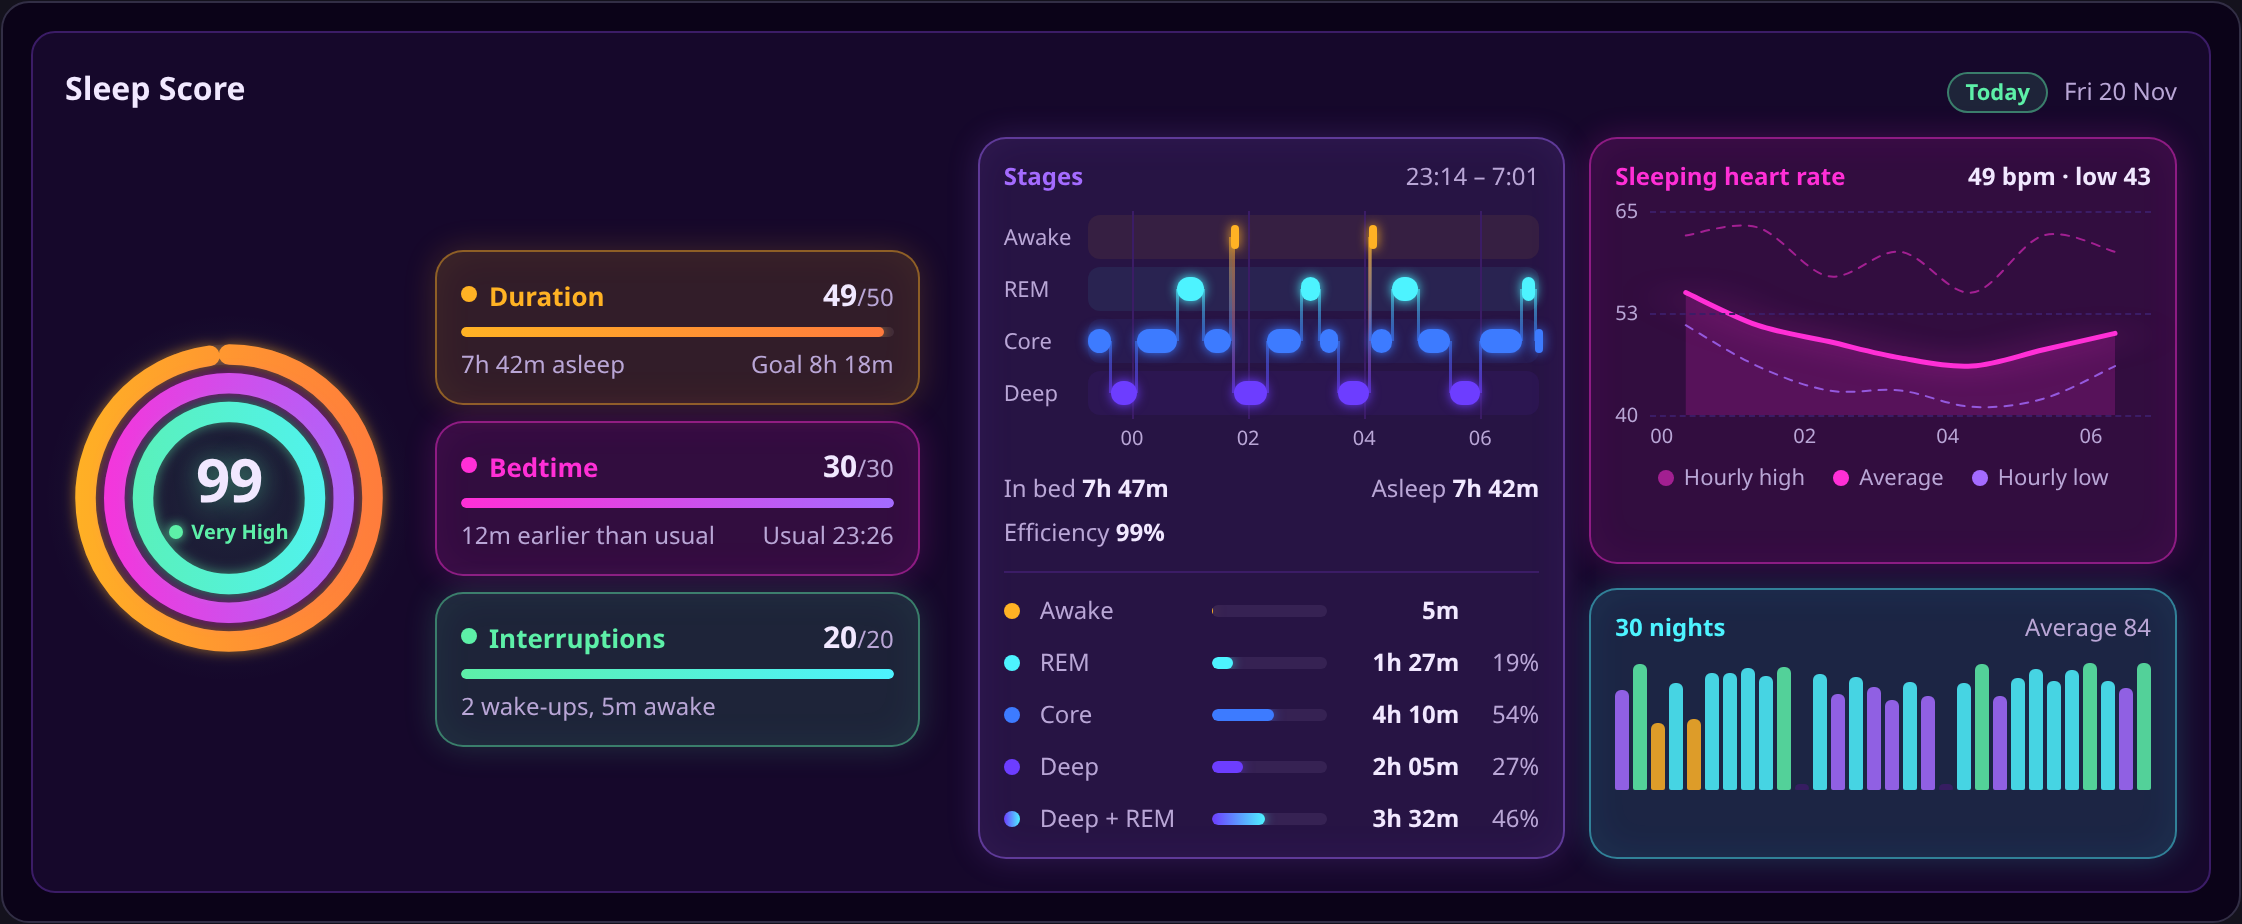 Sleep Score
Today Fri 20 Nov
99
Very High
Duration 49/50
7h 42m asleep Goal 8h 18m
Bedtime 30/30
12m earlier than usual Usual 23:26
Interruptions 20/20
2 wake-ups, 5m awake
Stages 23:14 – 7:01
Awake
REM
Core
Deep
00 02 04 06
In bed 7h 47m Asleep 7h 42m
Efficiency 99%
Awake 5m
REM 1h 27m 19%
Core 4h 10m 54%
Deep 2h 05m 27%
Deep + REM 3h 32m 46%
Sleeping heart rate 49 bpm · low 43
65
53
40
00 02 04 06
Hourly high Average Hourly low
30 nights Average 84